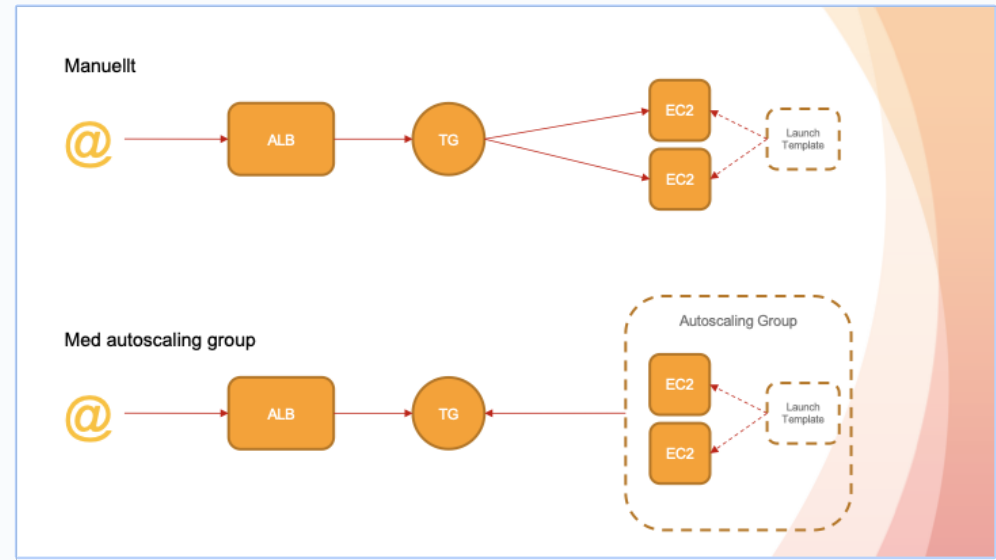 Manuellt
@
ALB
TG
EC2
EC2
Launch
Template
Med autoscaling group
Autoscaling Group
@
ALB
TG
EC2
EC2
Launch
Template